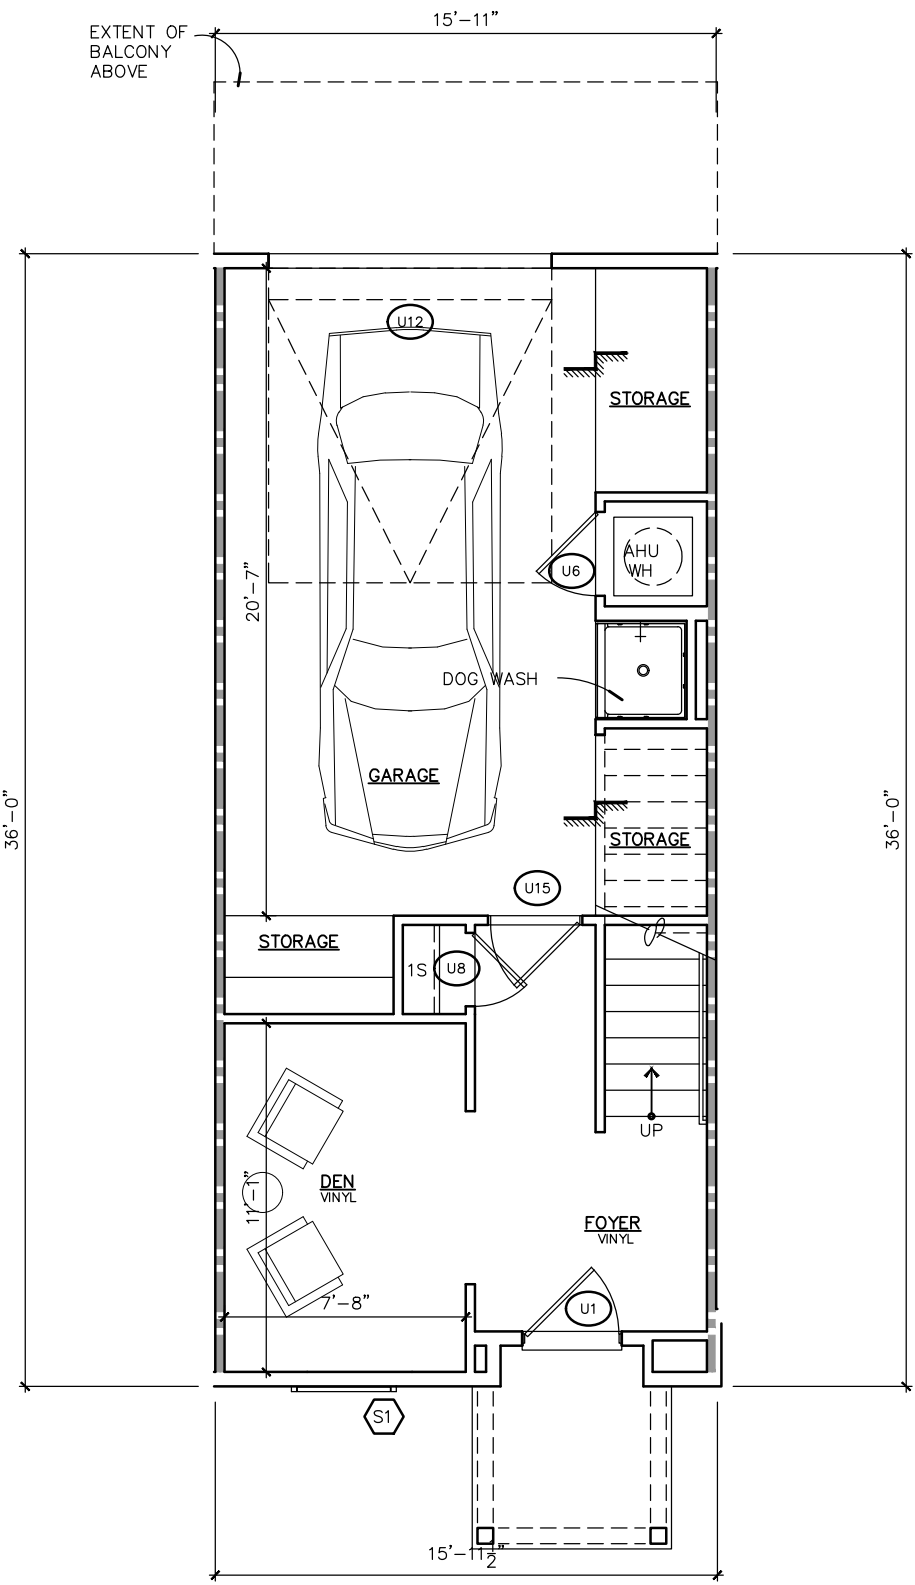 15'-11"
EXTENT OF
BALCONY
ABOVE
U12
STORAGE
AHU
WH
U6
20'-7"
DOG WASH
GARAGE
36'-0"
36'-0"
STORAGE
U15
STORAGE
1S
U8
UP
DEN
VINYL
11'-1"
FOYER
VINYL
7'-8"
U1
S1
15'-11½"